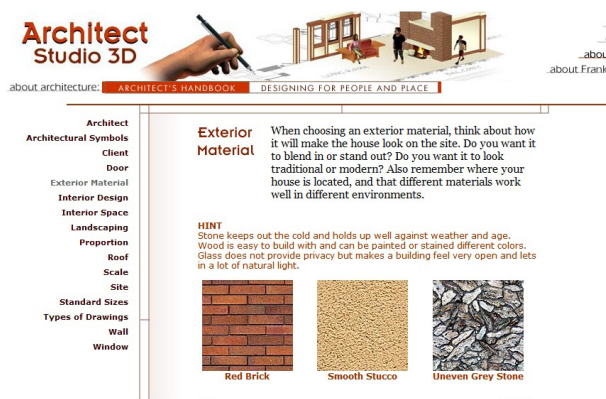 Architect
Studio 3D
abou
about Frank
about architecture:
ARCHITECT'S HANDBOOK
DESIGNING FOR PEOPLE AND PLACE
Architect
Architectural Symbols
Client
Door
Exterior Material
Interior Design
Interior Space
Landscaping
Proportion
Roof
Scale
Site
Standard Sizes
Types of Drawings
Wall
Window
Exterior
Material
When choosing an exterior material, think about how
it will make the house look on the site. Do you want it
to blend in or stand out? Do you want it to look
traditional or modern? Also remember where your
house is located, and that different materials work
well in different environments.
HINT
Stone keeps out the cold and holds up well against weather and age.
Wood is easy to build with and can be painted or stained different colors.
Glass does not provide privacy but makes a building feel very open and lets
in a lot of natural light.
Red Brick
Smooth Stucco
Uneven Grey Stone